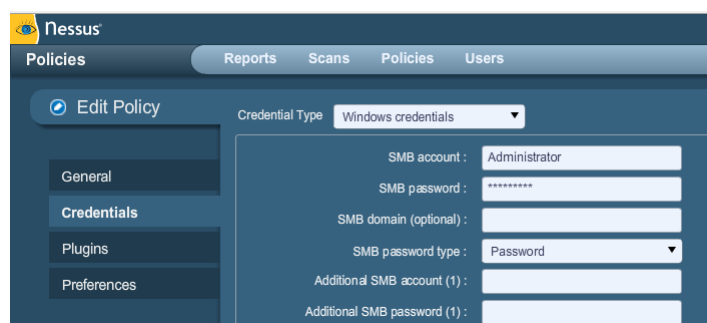 Nessus
Policies
Reports Scans Policies Users
Edit Policy
Credential Type Windows credentials
General
Credentials
Plugins
Preferences
SMB account : Administrator
SMB password : *********
SMB domain (optional) :
SMB password type : Password
Additional SMB account (1) :
Additional SMB password (1) :